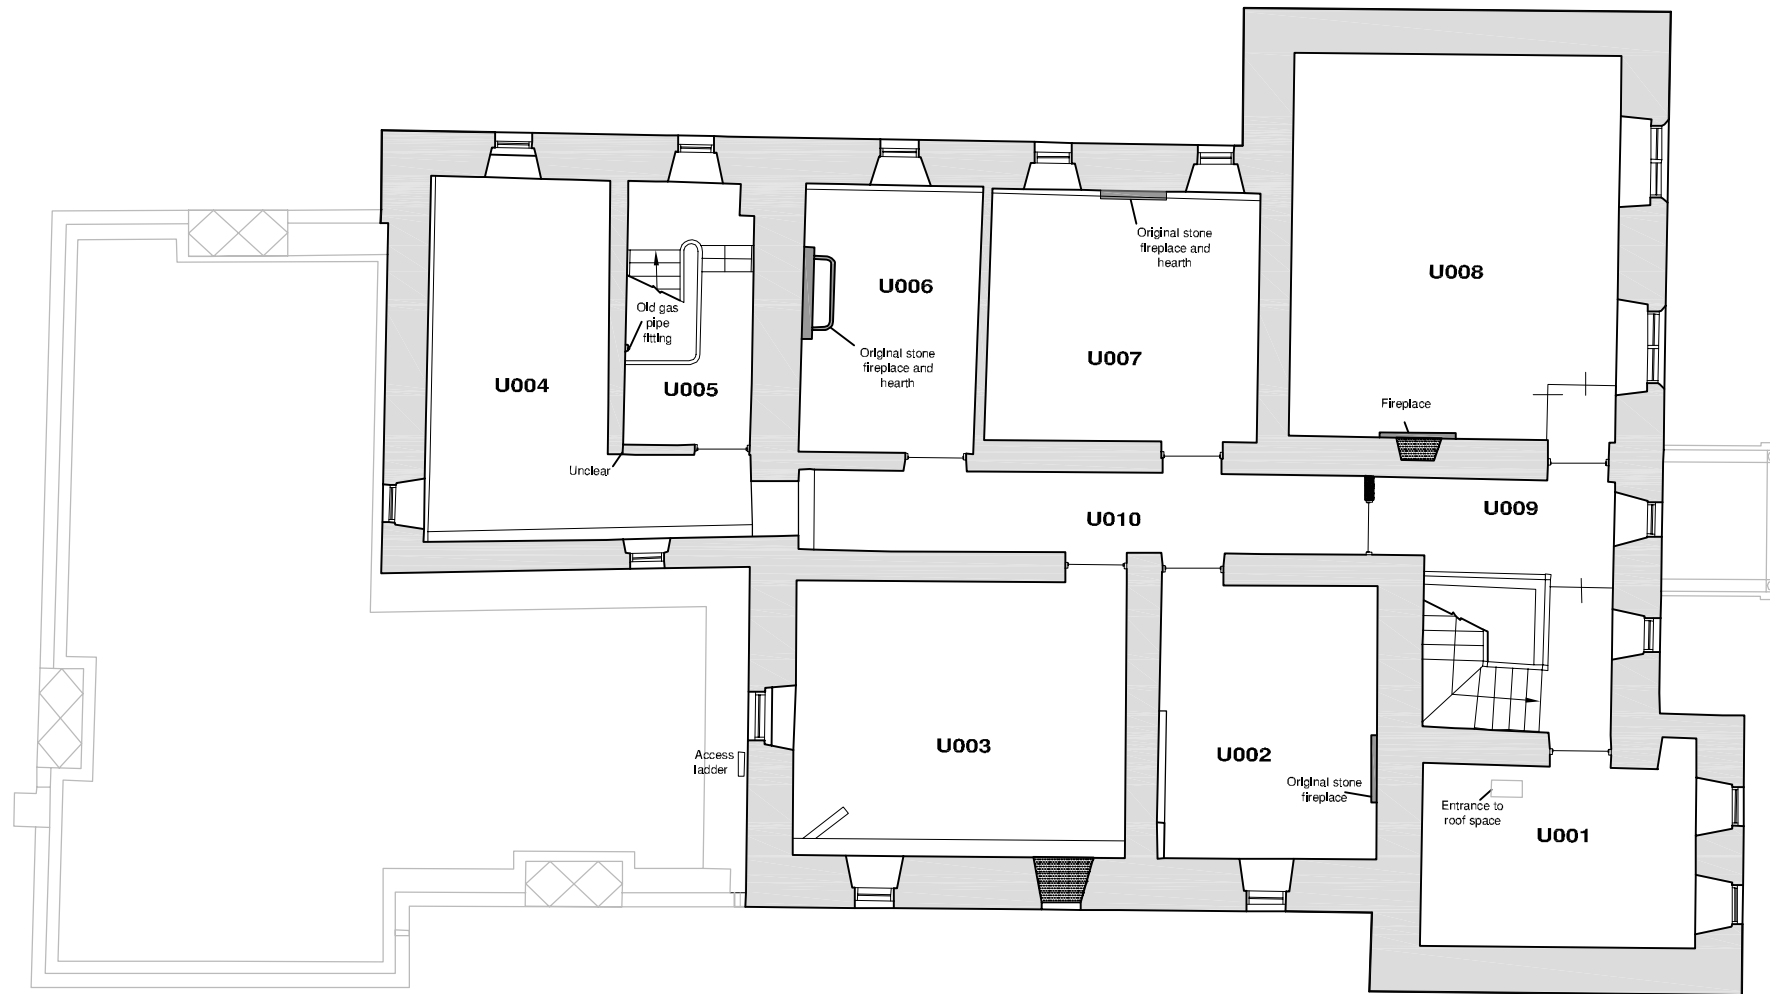 Original stone
fireplace and
hearth
U008
U006
Old gas
pipe
fitting
Original stone
fireplace and
hearth
U007
U004
U005
Fireplace
Unclear
U009
U010
U003
U002
Access
ladder
Original stone
fireplace
Entrance to
roof space
U001